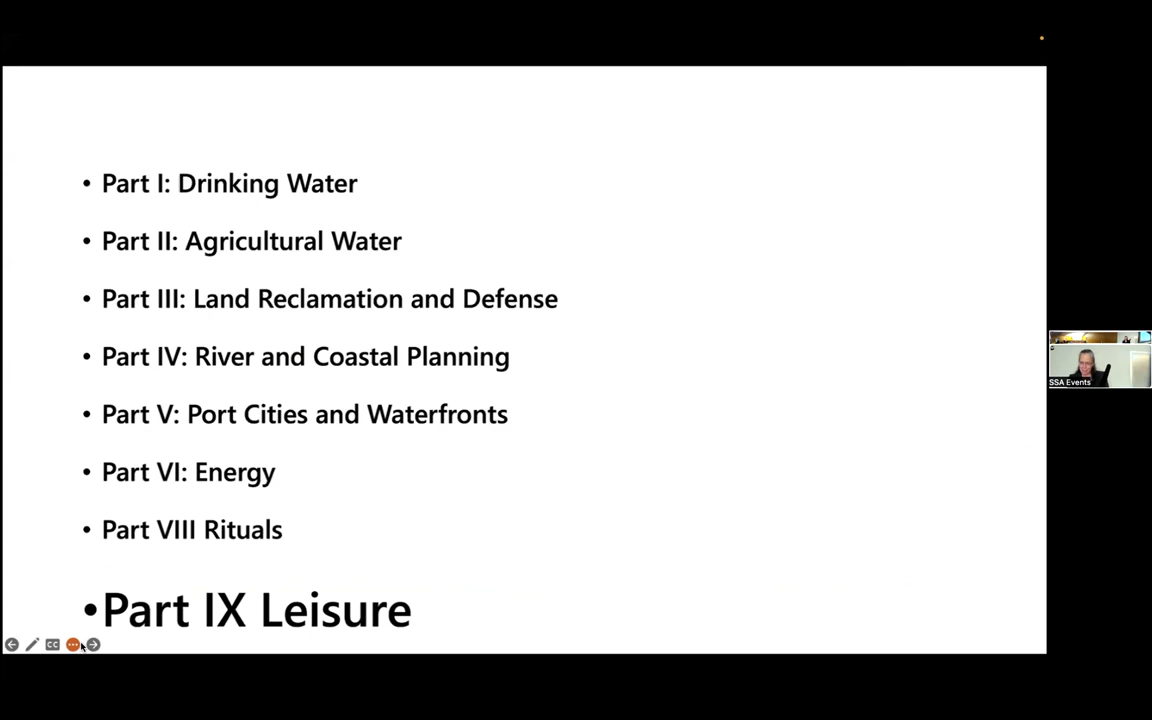 • Part I: Drinking Water
• Part II: Agricultural Water
• Part III: Land Reclamation and Defense
• Part IV: River and Coastal Planning
• Part V: Port Cities and Waterfronts
• Part VI: Energy
• Part VIII Rituals
•Part IX Leisure
CC
SSA Events